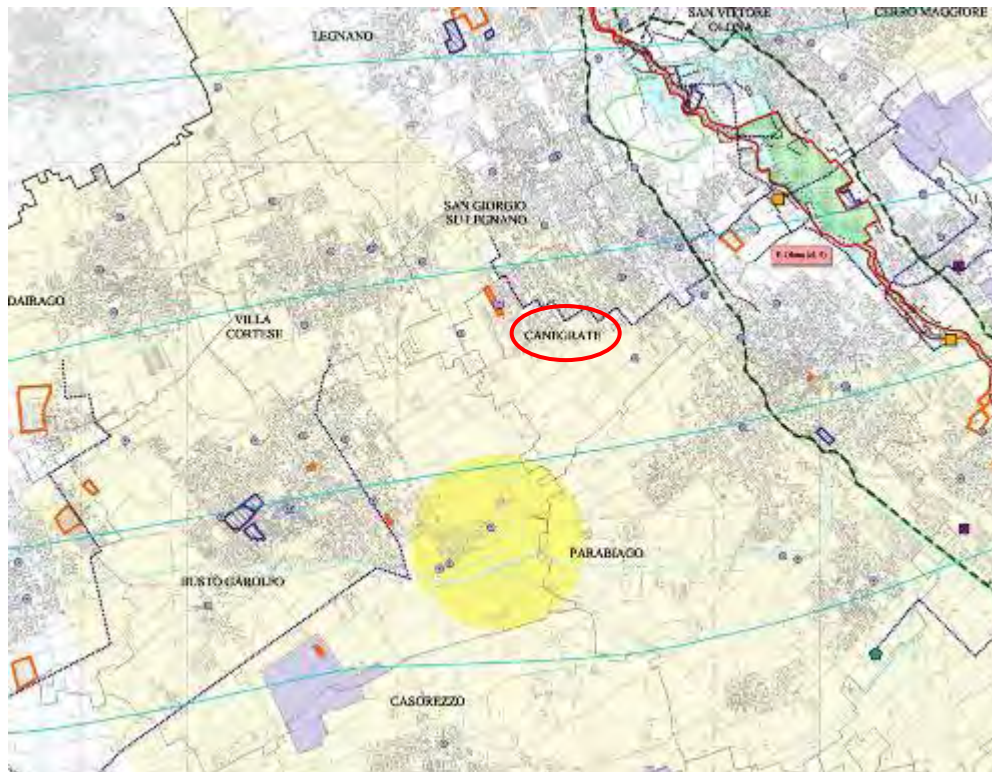 SAN VITTORE
OLONA
CERRO MAGGIORE
LEGNANO
SAN GIORGIO
SU LEGNANO
DAIRAGO
VILLA
CORTESE
CANEGRATE
PARABIAGO
BUSTO GAROLFO
CASOREZZO